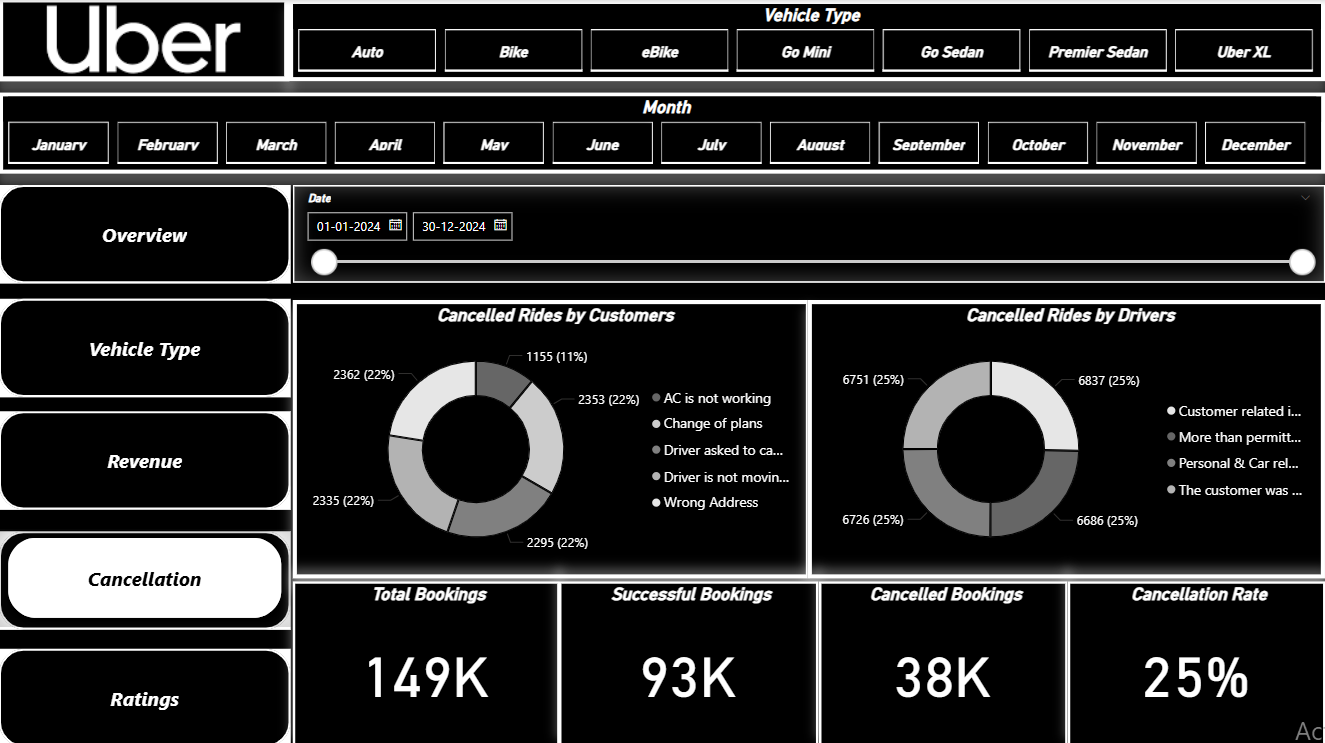 Uber
Vehicle Type
Auto Bike eBike Go Mini Go Sedan Premier Sedan Uber XL
Month
January February March April May June July August September October November December
Overview
Date
01-01-2024 30-12-2024
Vehicle Type
Cancelled Rides by Customers
1155 (11%)
2362 (22%)
2353 (22%)
2335 (22%)
2295 (22%)
AC is not working
Change of plans
Driver asked to ca...
Driver is not movin...
Wrong Address
Cancelled Rides by Drivers
6751 (25%)
6837 (25%)
6726 (25%)
6686 (25%)
Customer related i...
More than permitt...
Personal & Car rel...
The customer was ...
Revenue
Cancellation
Ratings
Total Bookings
149K
Successful Bookings
93K
Cancelled Bookings
38K
Cancellation Rate
25%
Ac